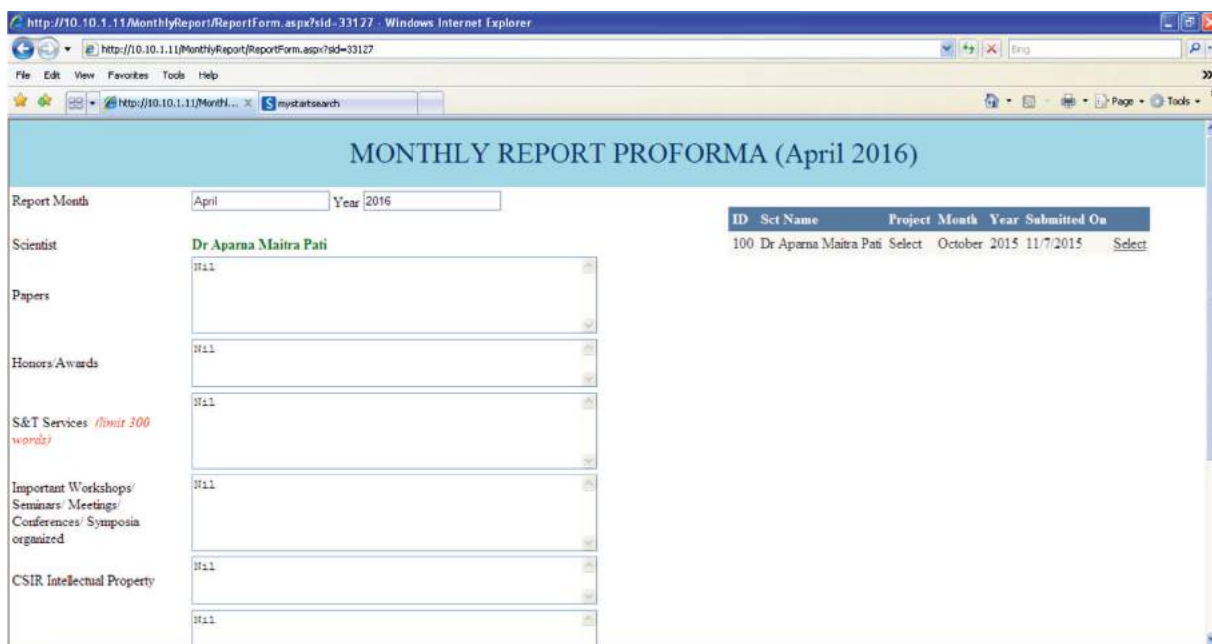 http://10.10.1.11/MonthlyReport/ReportForm.aspx?sid=33127 - Windows Internet Explorer
http://10.10.1.11/MonthlyReport/ReportForm.aspx?sid=33127
Bing
File Edit View Favorites Tools Help
http://10.10.1.11/Monthl... mystartsearch
Page Tools
MONTHLY REPORT PROFORMA (April 2016)
Report Month April Year 2016
ID Sct Name Project Month Year Submitted On
Scientist Dr Aparna Maitra Pati
100 Dr Aparna Maitra Pati Select October 2015 11/7/2015 Select
Papers Nil
Honors/Awards Nil
S&T Services (limit 300
words)
Nil
Important Workshops/
Seminars/ Meetings/
Conferences/ Symposia
organized
Nil
CSIR Intellectual Property Nil
Nil